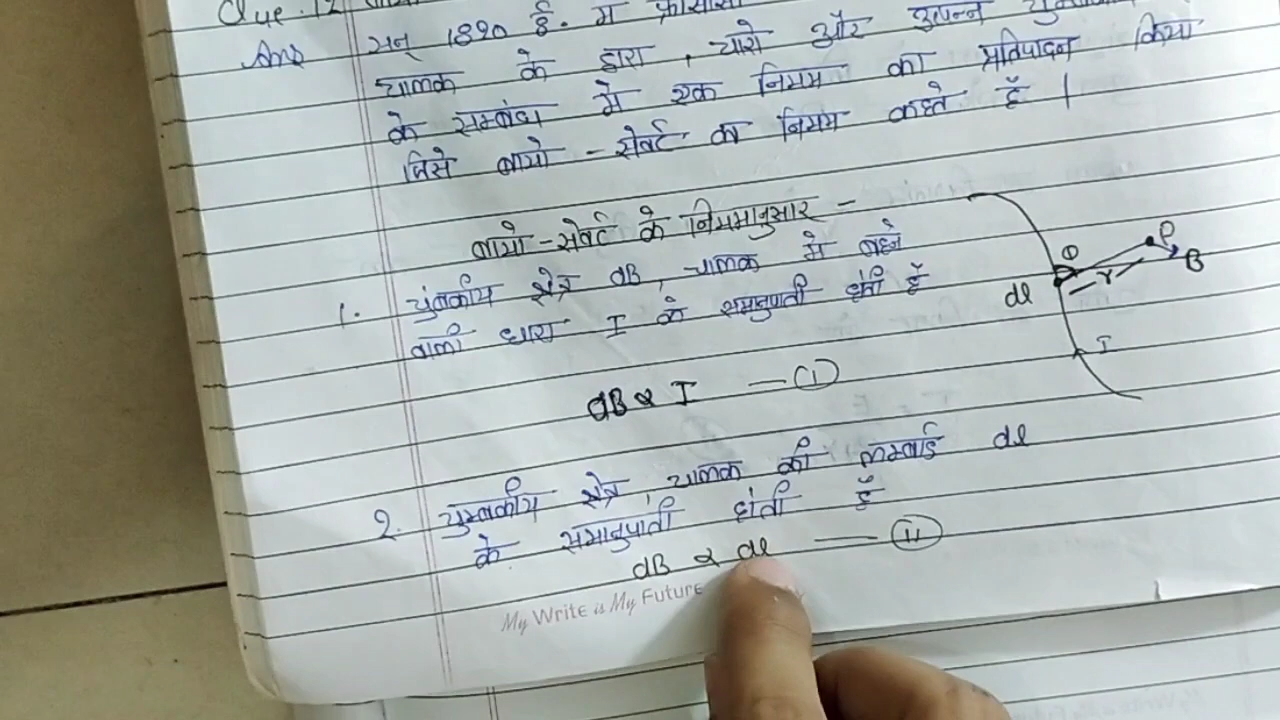 Que. 12
Ans सन् 1890 ई. म फ्रांसीसी
चालक के द्वारा, चारो और उत्पन्न
के सम्बंध में एक नियम का प्रतिपादन किया
जिसे बायो - सेवर्ट का नियम कहते हैं |
बायो - सेवर्ट के नियमानुसार -
1. चुंबकीय क्षेत्र dB, चालक में बहने
वाली धारा I के समानुपाती होती हैं
dB ∝ I — (I)
2. चुम्बकीय क्षेत्र, चालक की लम्बाई dl
के समानुपाती होती हैं
dB ∝ dl — (II)
θ
P
B
r
dl
I
My Write is My Future